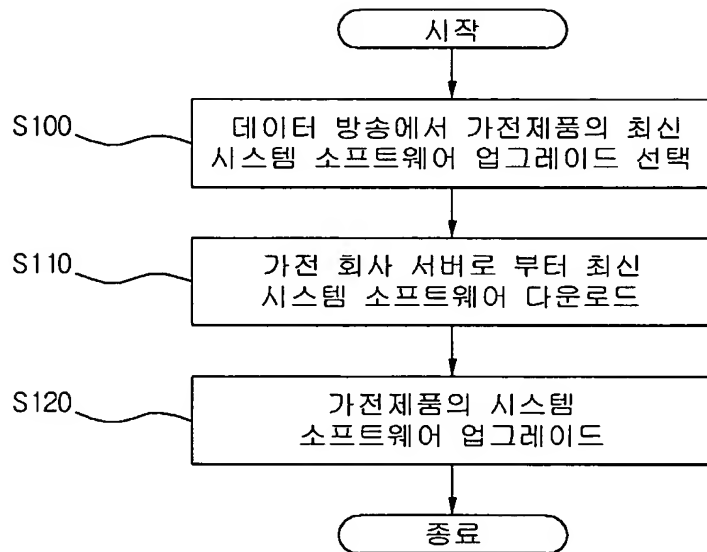 시작
S100
데이터 방송에서 가전제품의 최신
시스템 소프트웨어 업그레이드 선택
S110
가전 회사 서버로 부터 최신
시스템 소프트웨어 다운로드
S120
가전제품의 시스템
소프트웨어 업그레이드
종료